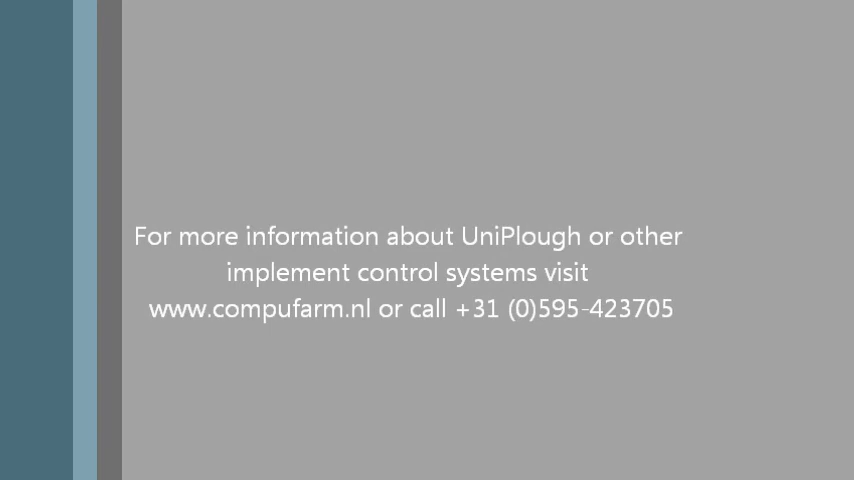 For more information about UniPlough or other
implement control systems visit
www.compufarm.nl or call +31 (0)595-423705